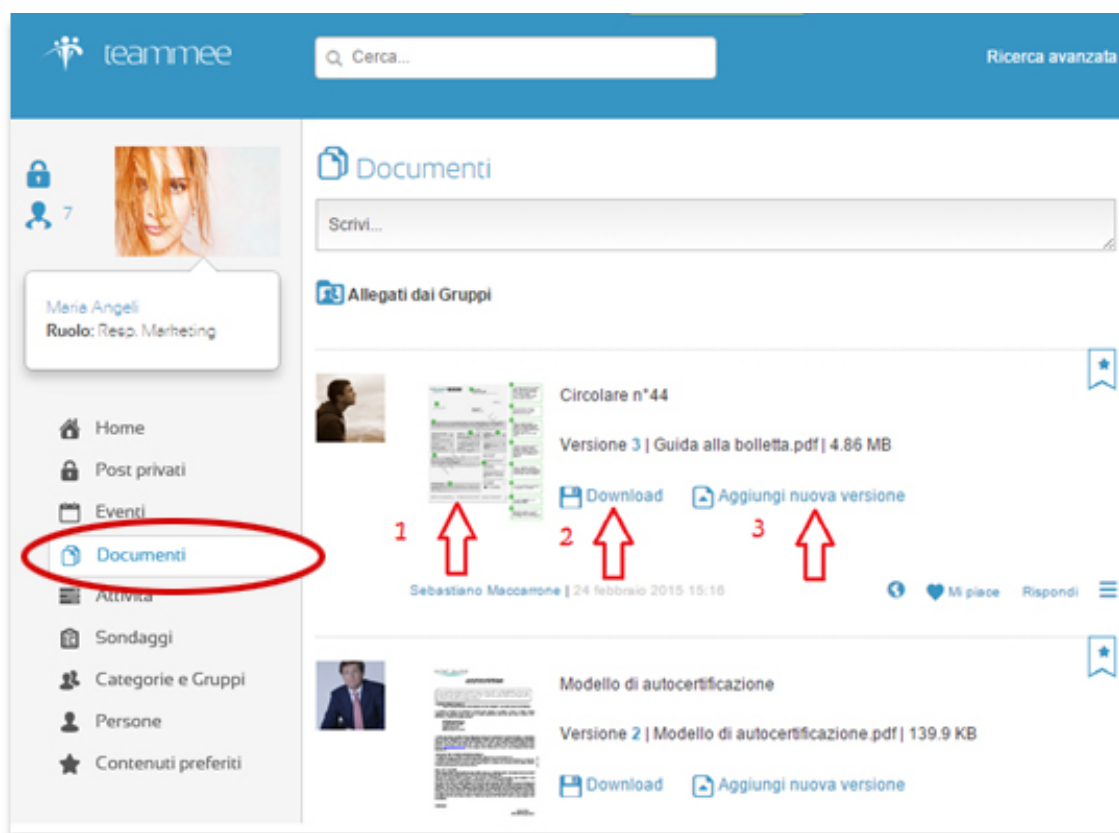 teammee
Cerca...
Ricerca avanzata
7
Maria Angeli
Ruolo: Resp. Marketing
Home
Post privati
Eventi
Documenti
Attività
Sondaggi
Categorie e Gruppi
Persone
Contenuti preferiti
Documenti
Scrivi...
Allegati dai Gruppi
Circolare n°44
Versione 3 | Guida alla bolletta.pdf | 4.86 MB
Download Aggiungi nuova versione
1 2 3
Sebastiano Maccarrone | 24 febbraio 2015 15:16 Mi piace Rispondi
Modello di autocertificazione
Versione 2 | Modello di autocertificazione.pdf | 139.9 KB
Download Aggiungi nuova versione